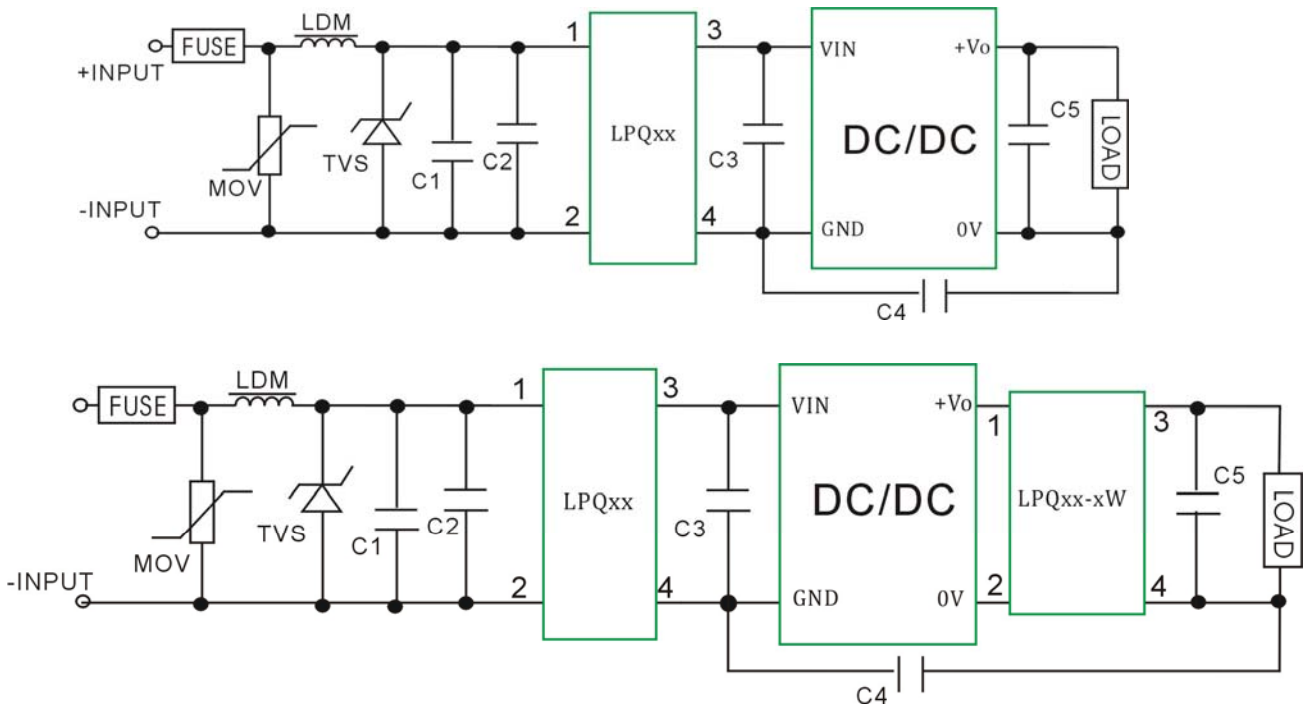 LDM
1
3
FUSE
VIN
+Vo
+INPUT
C5
LPQxx
DC/DC
LOAD
TVS
C1
C2
C3
MOV
-INPUT
2
4
GND
0V
C4
LDM
1
3
FUSE
VIN
+Vo
1
3
C5
LPQxx
DC/DC
LPQxx-xW
LOAD
TVS
C1
C2
C3
MOV
-INPUT
2
4
GND
0V
2
4
C4